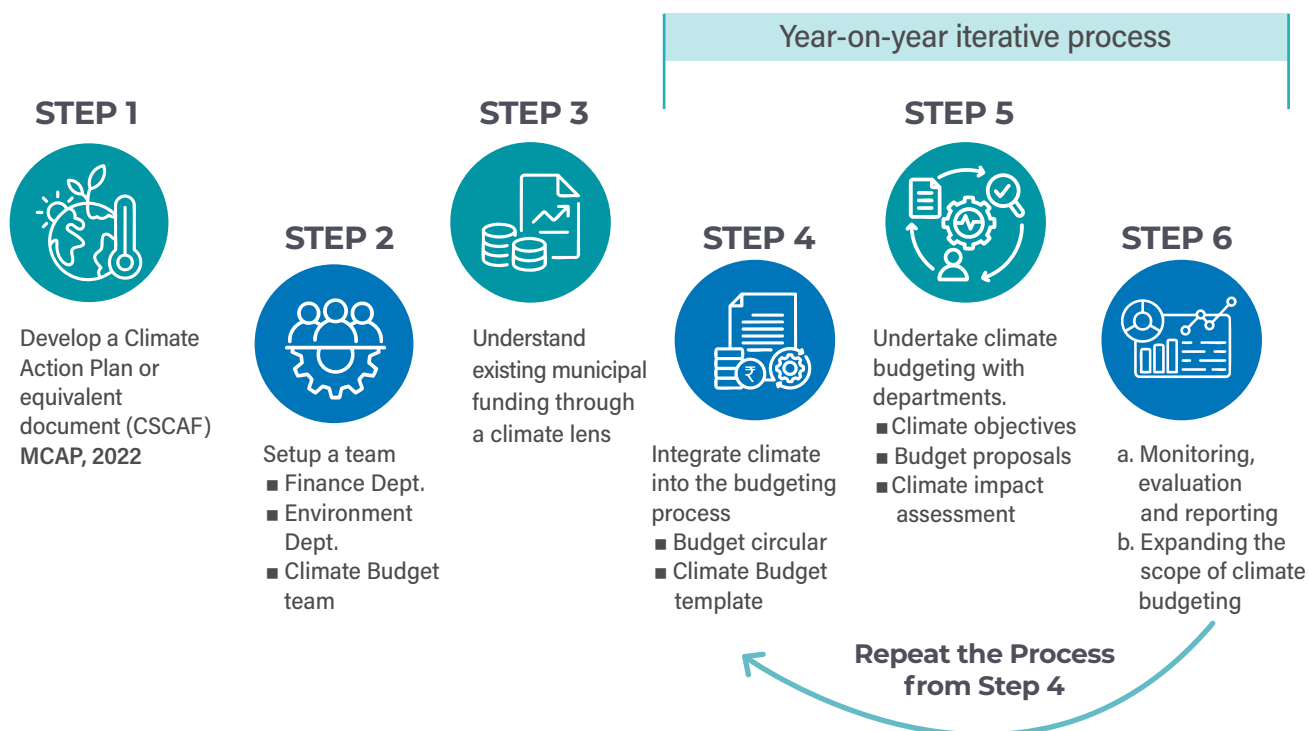 Year-on-year iterative process
STEP 1
Develop a Climate
Action Plan or
equivalent
document (CSCAF)
MCAP, 2022
STEP 2
Setup a team
■ Finance Dept.
■ Environment
Dept.
■ Climate Budget
team
STEP 3
Understand
existing municipal
funding through
a climate lens
STEP 4
₹
Integrate climate
into the budgeting
process
■ Budget circular
■ Climate Budget
template
STEP 5
Undertake climate
budgeting with
departments.
■ Climate objectives
■ Budget proposals
■ Climate impact
assessment
STEP 6
a. Monitoring,
evaluation
and reporting
b. Expanding the
scope of climate
budgeting
Repeat the Process
from Step 4